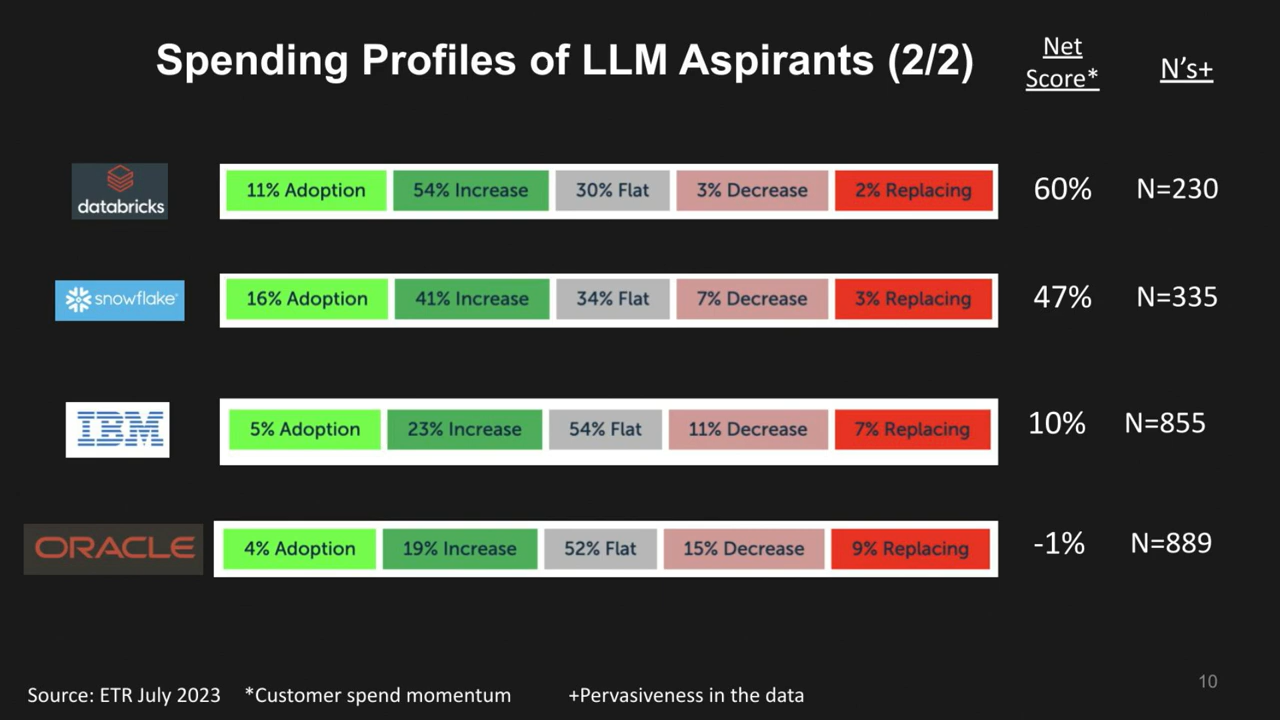 Spending Profiles of LLM Aspirants (2/2)
Net
Score*
N's+
databricks
11% Adoption 54% Increase 30% Flat 3% Decrease 2% Replacing
60% N=230
snowflake
16% Adoption 41% Increase 34% Flat 7% Decrease 3% Replacing
47% N=335
IBM
5% Adoption 23% Increase 54% Flat 11% Decrease 7% Replacing
10% N=855
ORACLE
4% Adoption 19% Increase 52% Flat 15% Decrease 9% Replacing
-1% N=889
Source: ETR July 2023 *Customer spend momentum +Pervasiveness in the data
10